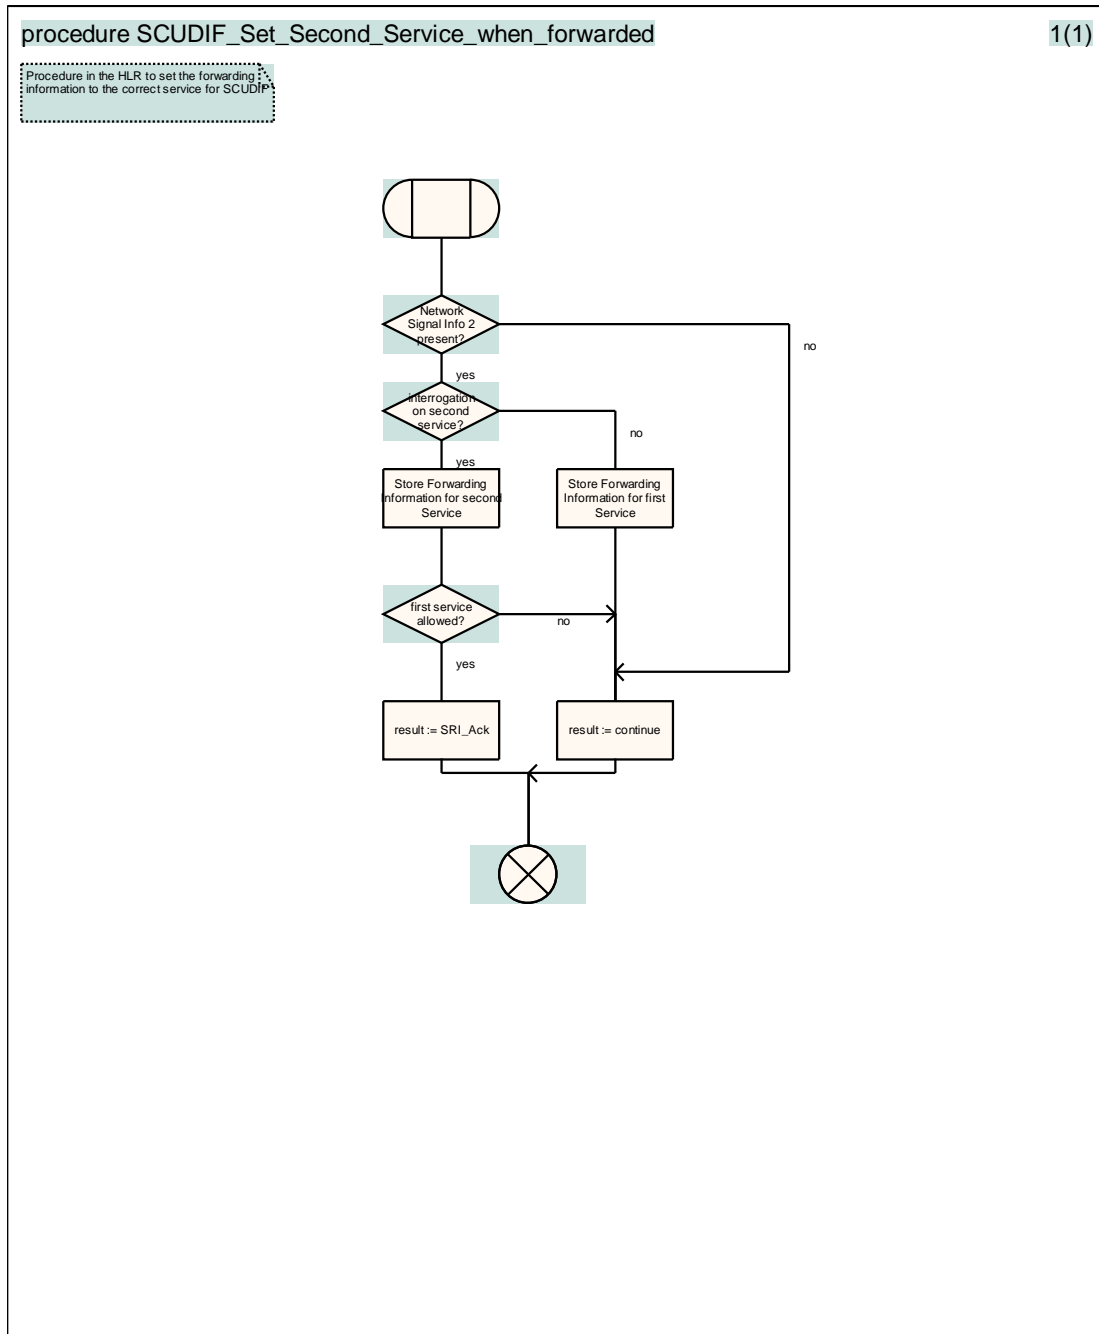 procedure SCUDIF_Set_Second_Service_when_forwarded
1(1)
Procedure in the HLR to set the forwarding
information to the correct service for SCUDIF
Network
Signal Info 2
present?
no
yes
interrogation
on second
service?
no
yes
Store Forwarding
Information for second
Service
Store Forwarding
Information for first
Service
first service
allowed?
no
yes
result := SRI_Ack
result := continue